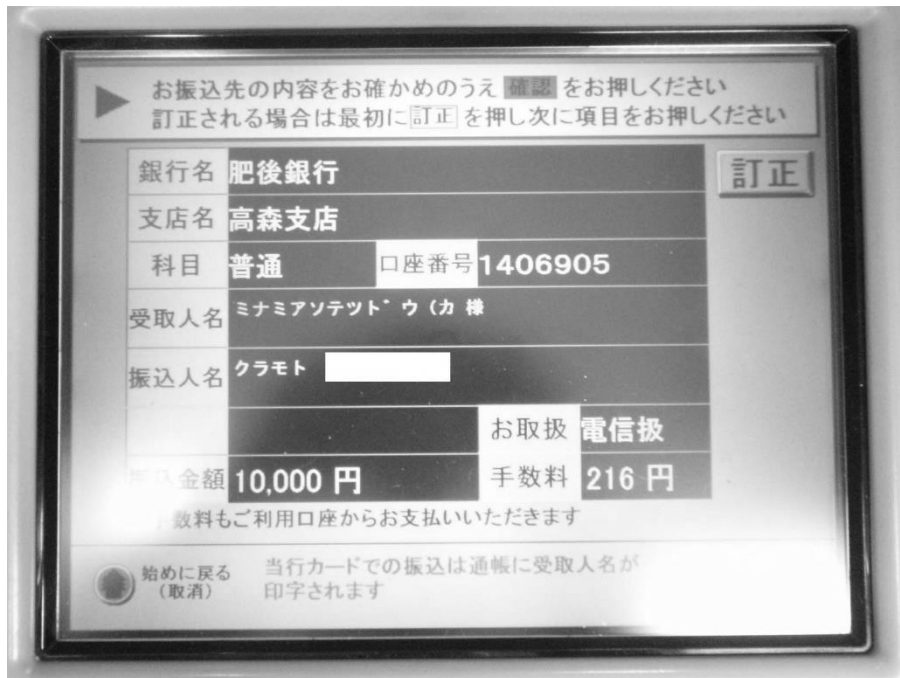 お振込先の内容をお確かめのうえ 確認 をお押しください
訂正される場合は最初に 訂正 を押し次に項目をお押しください
訂正
銀行名 肥後銀行
支店名 高森支店
科目 普通 口座番号 1406905
受取人名 ミナミアソテツド゙ウ(カ 様
振込人名 クラモト
お取扱 電信扱
振込金額 10,000 円 手数料 216 円
数料もご利用口座からお支払いいただきます
始めに戻る
(取消)
当行カードでの振込は通帳に受取人名が
印字されます